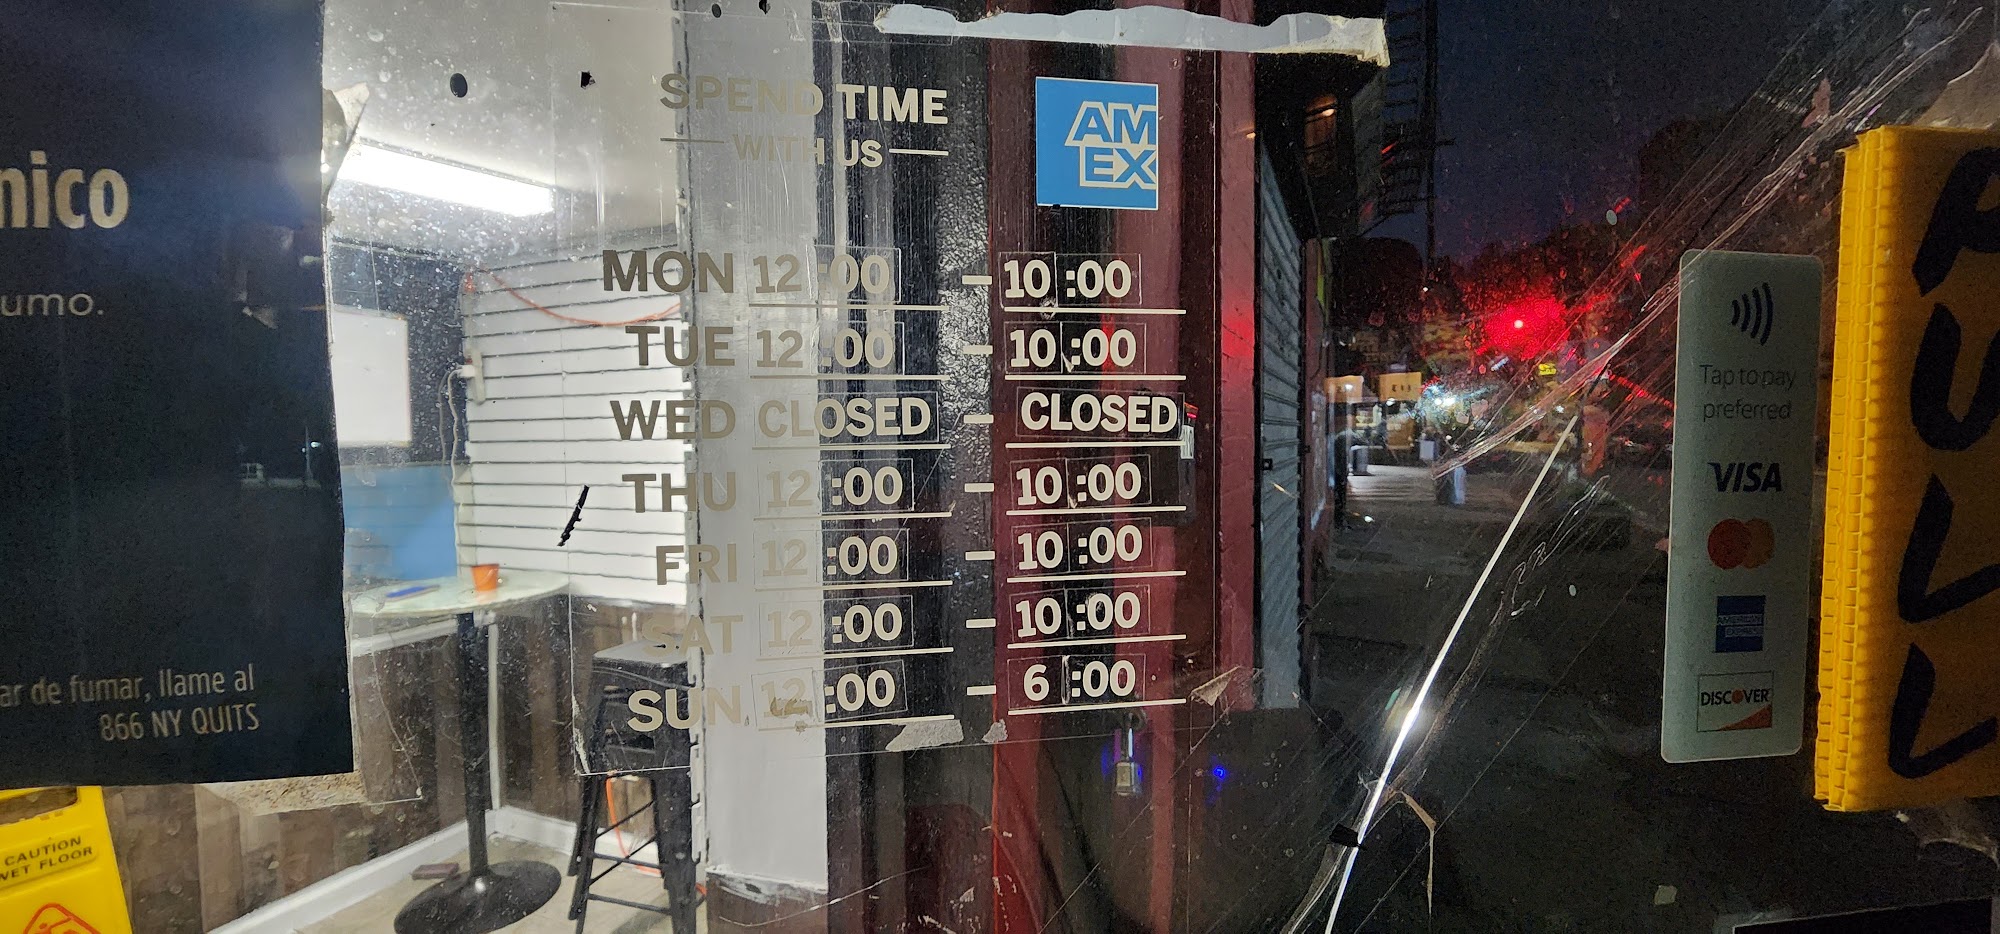 nico
umo.
ar de fumar, llame al
866 NY QUITS
CAUTION
WET FLOOR
SPEND TIME
WITH US
AM
EX
MON 12:00 – 10:00
TUE 12:00 – 10:00
WED CLOSED – CLOSED
THU 12:00 – 10:00
FRI 12:00 – 10:00
SAT 12:00 – 10:00
SUN 12:00 – 6:00
Tap to pay
preferred
VISA
AMERICAN
EXPRESS
DISCOVER
PULL